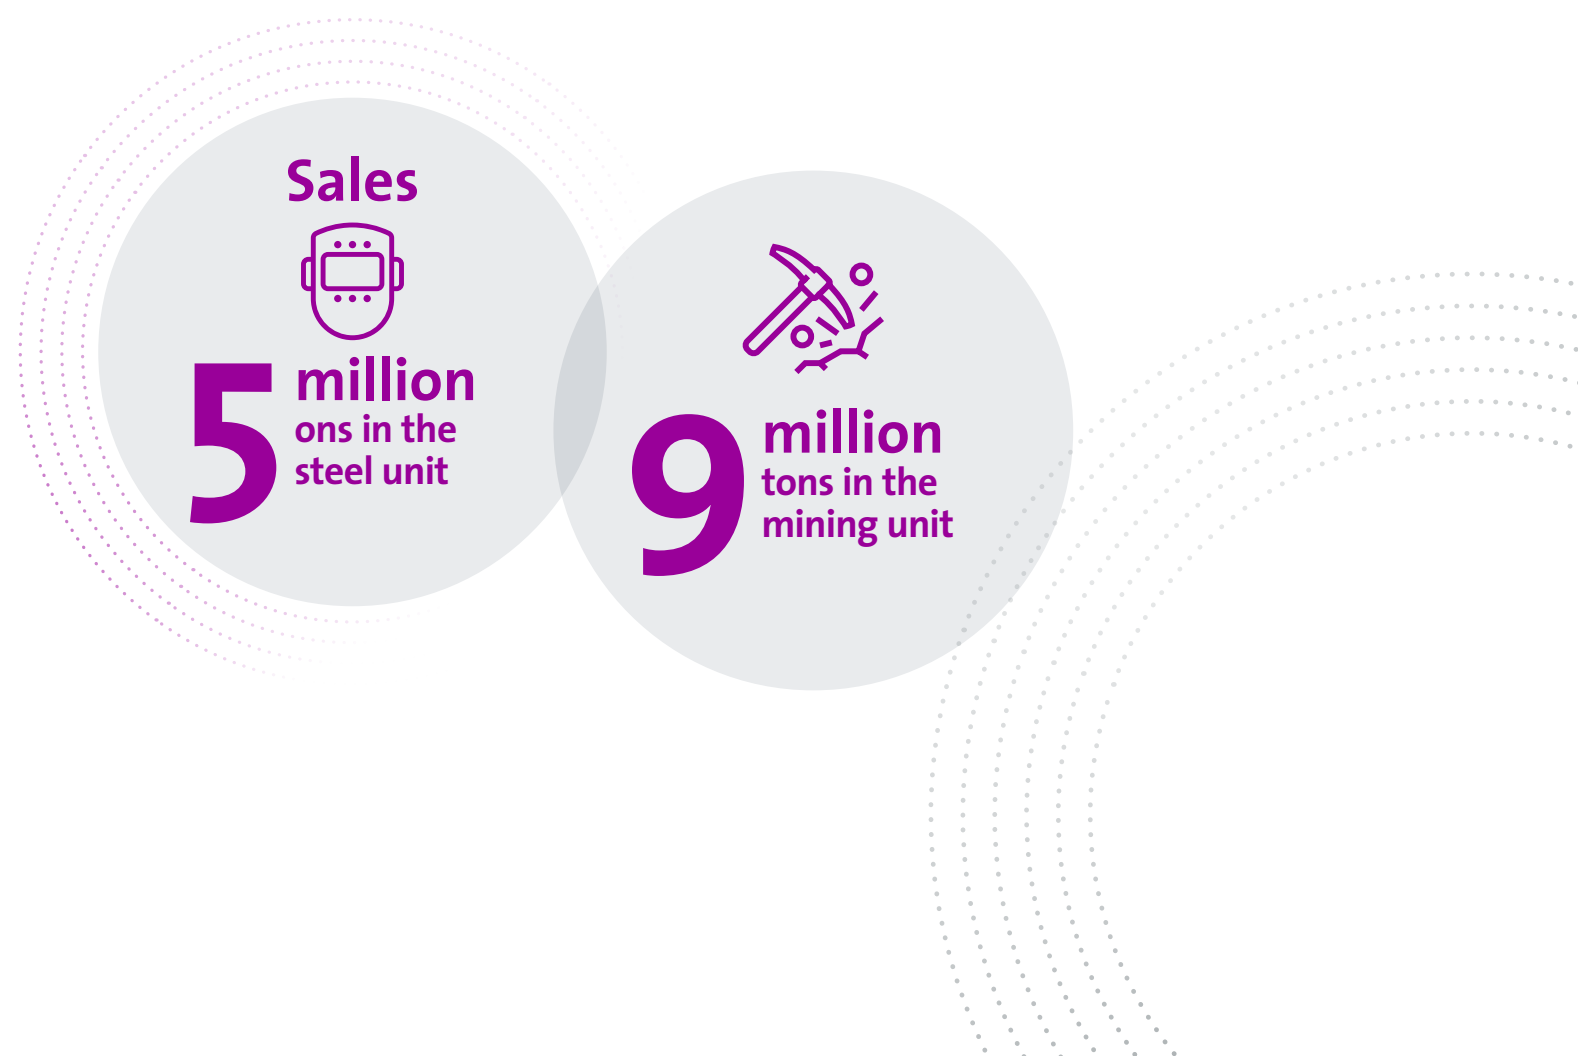 Sales
5 million
ons in the
steel unit
9 million
tons in the
mining unit